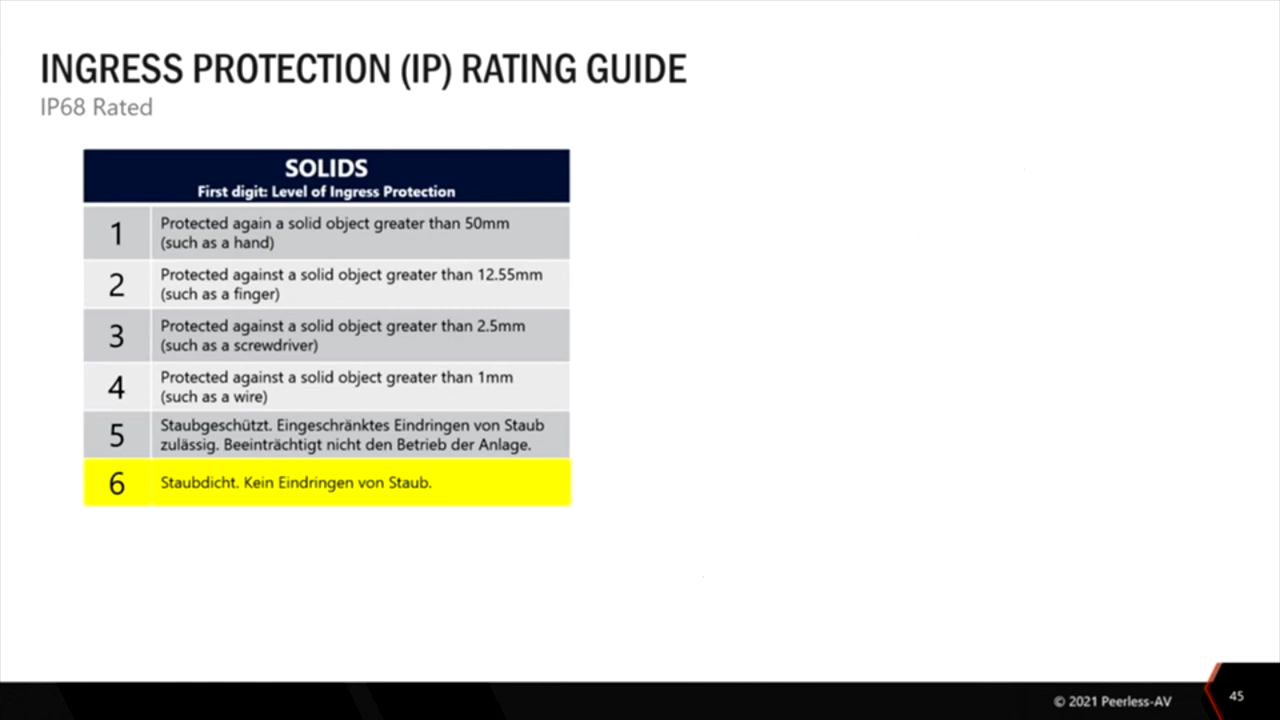 INGRESS PROTECTION (IP) RATING GUIDE
IP68 Rated
SOLIDS
First digit: Level of Ingress Protection
1
Protected again a solid object greater than 50mm
(such as a hand)
2
Protected against a solid object greater than 12.55mm
(such as a finger)
3
Protected against a solid object greater than 2.5mm
(such as a screwdriver)
4
Protected against a solid object greater than 1mm
(such as a wire)
5
Staubgeschützt. Eingeschränktes Eindringen von Staub
zulässig. Beeinträchtigt nicht den Betrieb der Anlage.
6
Staubdicht. Kein Eindringen von Staub.
© 2021 Peerless-AV
45